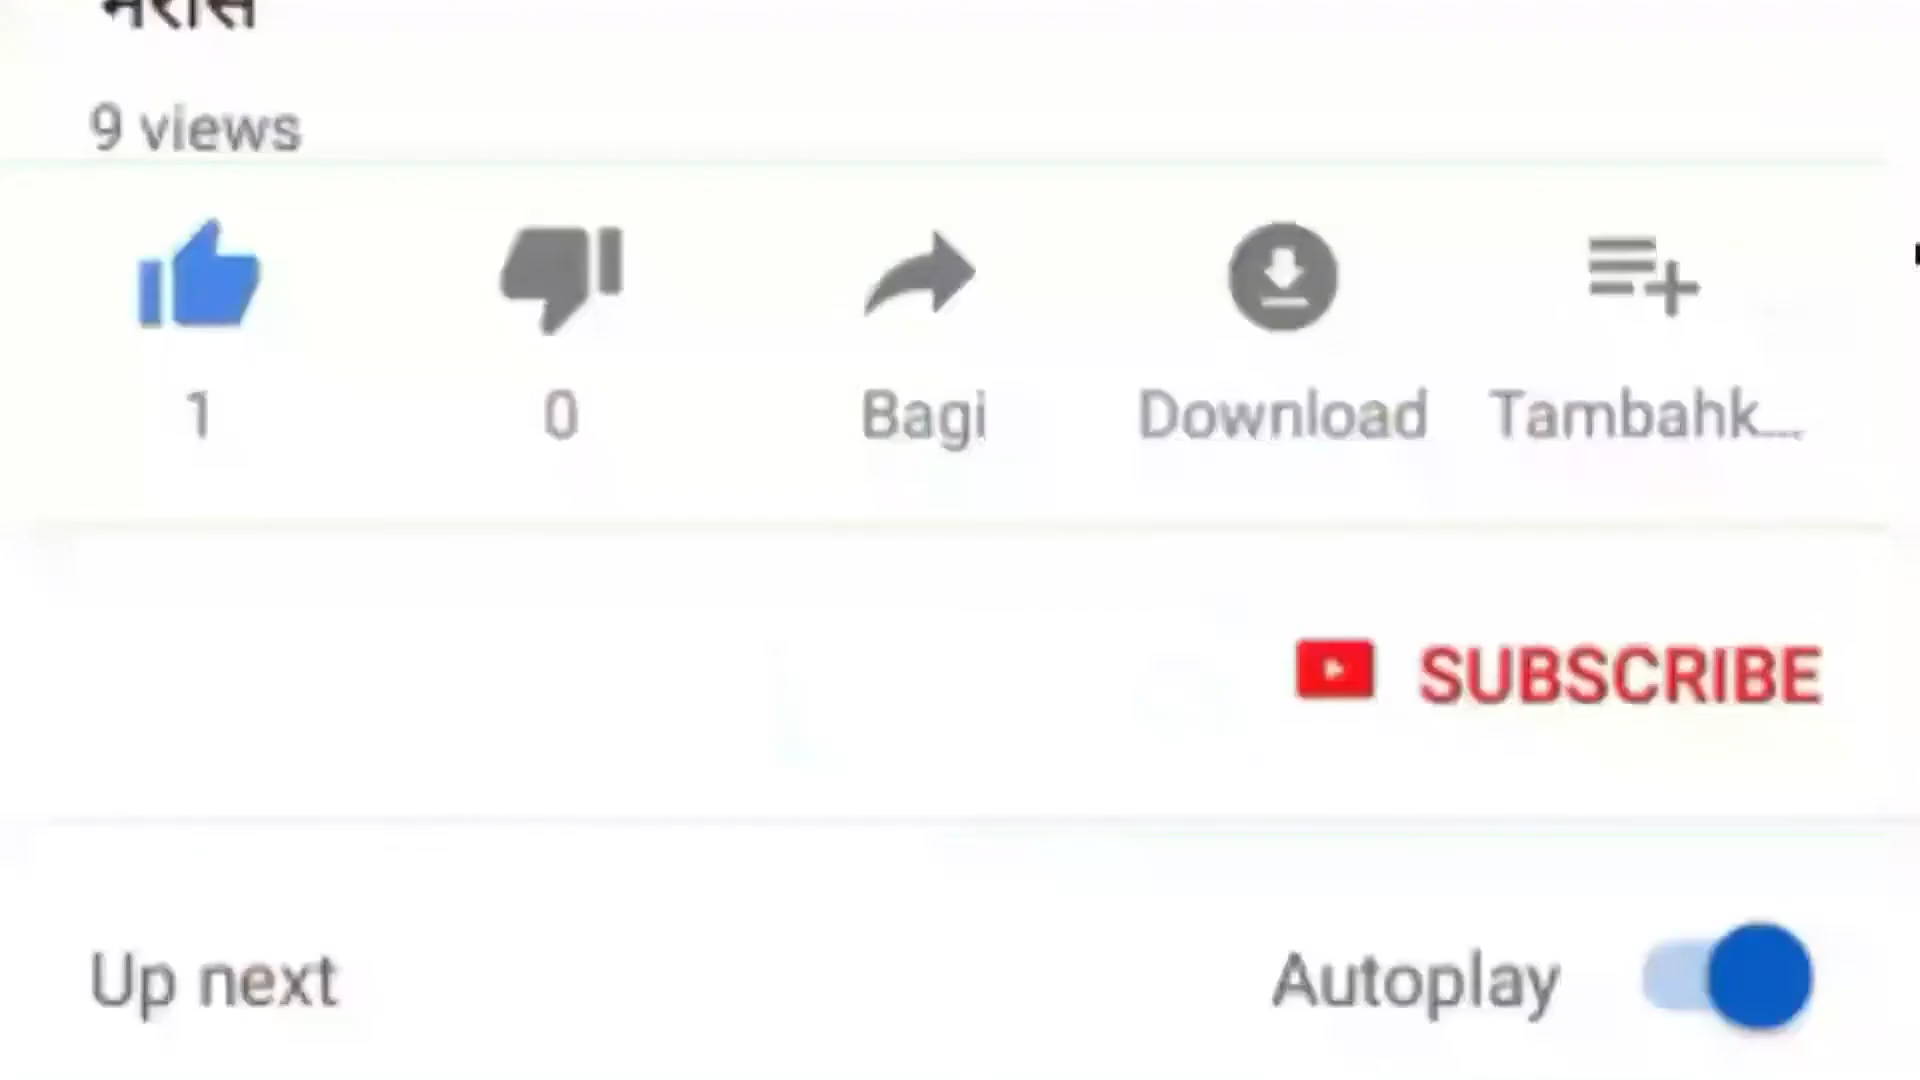 9 views
1
0
Bagi
Download
Tambahk...
SUBSCRIBE
Up next
Autoplay